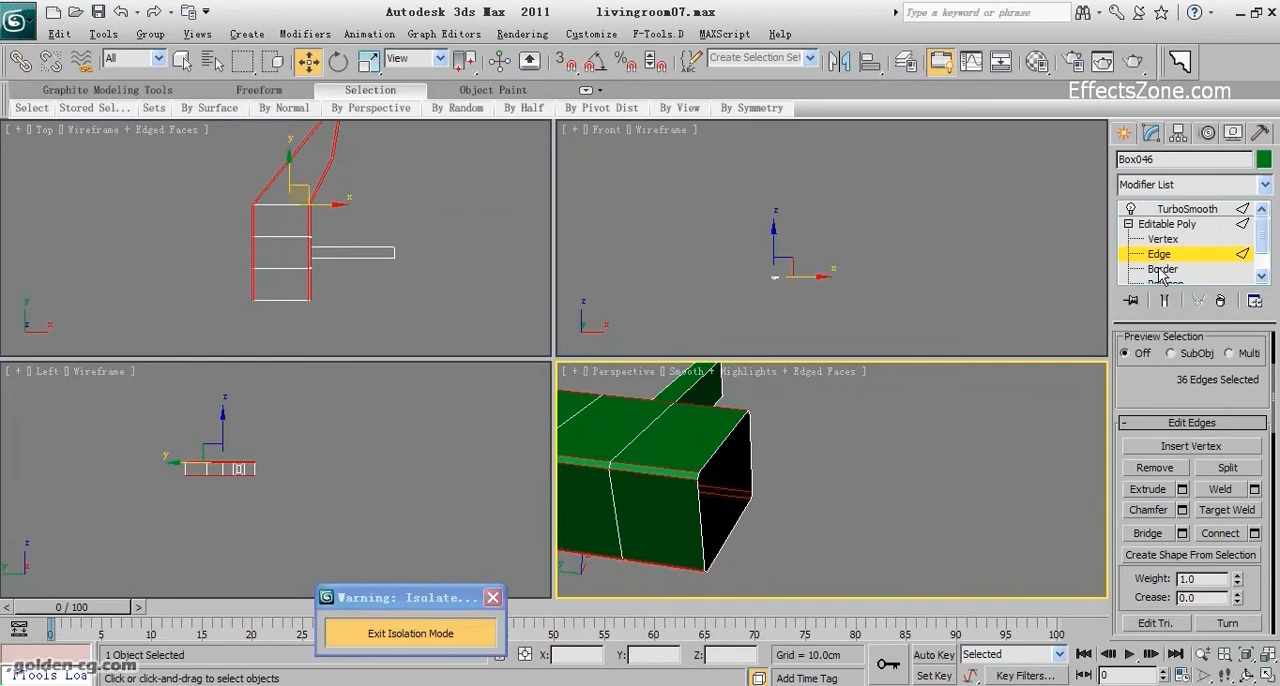 Autodesk 3ds Max 2011 livingroom07.max
Type a keyword or phrase
Edit Tools Group Views Create Modifiers Animation Graph Editors Rendering Customize F-Tools.D MAXScript Help
All View Create Selection Set
Graphite Modeling Tools Freeform Selection Object Paint
EffectsZone.com
Select Stored Sel... Sets By Surface By Normal By Perspective By Random By Half By Pivot Dist By View By Symmetry
[ + [] Top [] Wireframe + Edged Faces ]
[ + [] Front [] Wireframe ]
y
x
y
z x
z
x
z
x
[ + [] Left [] Wireframe ]
z
y
z
y
[ + [] Perspective [] Smooth + Highlights + Edged Faces ]
Box046
Modifier List
TurboSmooth
Editable Poly
Vertex
Edge
Border
Preview Selection
Off SubObj Multi
36 Edges Selected
Edit Edges
Insert Vertex
Remove Split
Extrude Weld
Chamfer Target Weld
Bridge Connect
Create Shape From Selection
Weight: 1.0
Crease: 0.0
Edit Tri. Turn
Warning: Isolate...
Exit Isolation Mode
< 0 / 100 >
0 5 10 15 20 25 50 55 60 65 70 75 80 85 90 95 100
1 Object Selected X: Y: Z: Grid = 10.0cm Auto Key Selected
golden-cg.com
"FTools Loa Click or click-and-drag to select objects Add Time Tag Set Key Key Filters... 0